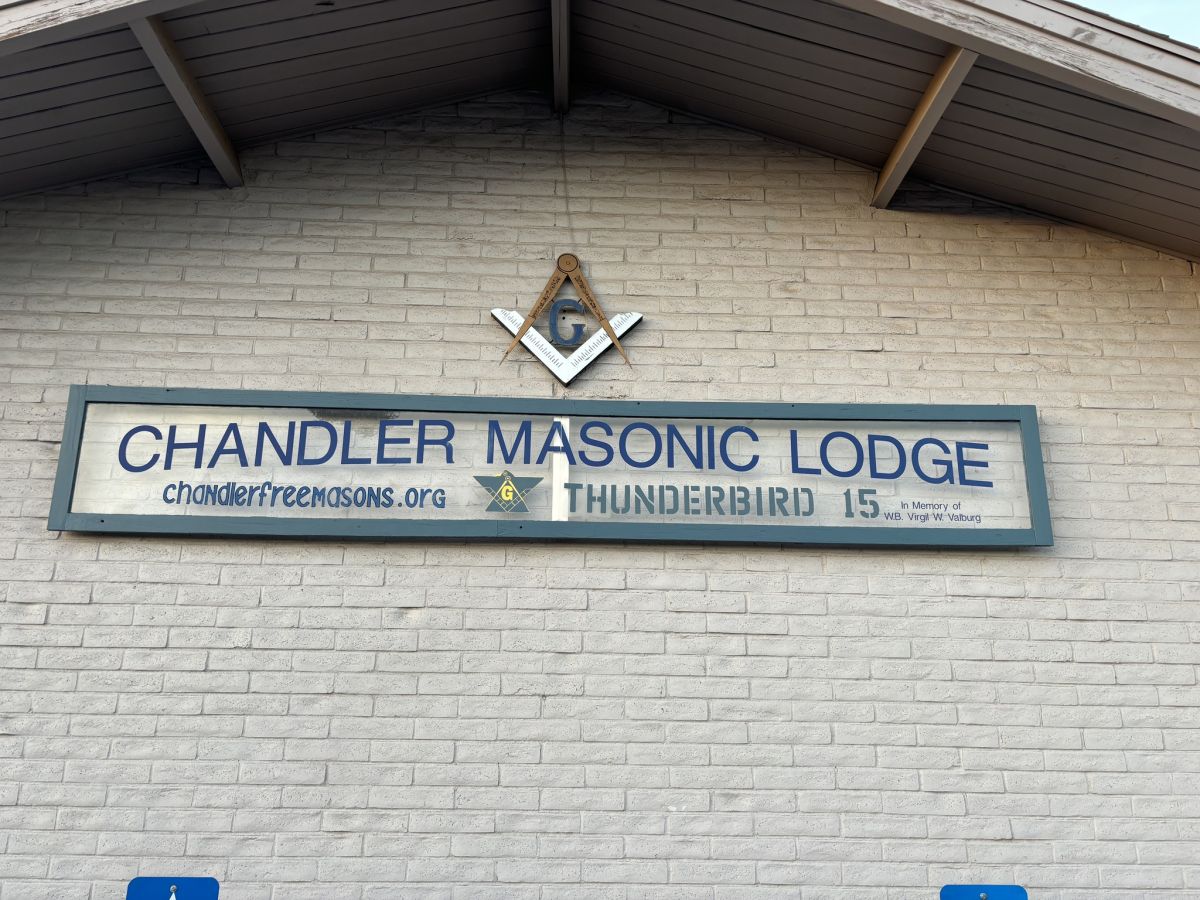 G
CHANDLER MASONIC LODGE
chandlerfreemasons.org
G
THUNDERBIRD 15
In Memory of
W.B. Virgil W. Valburg